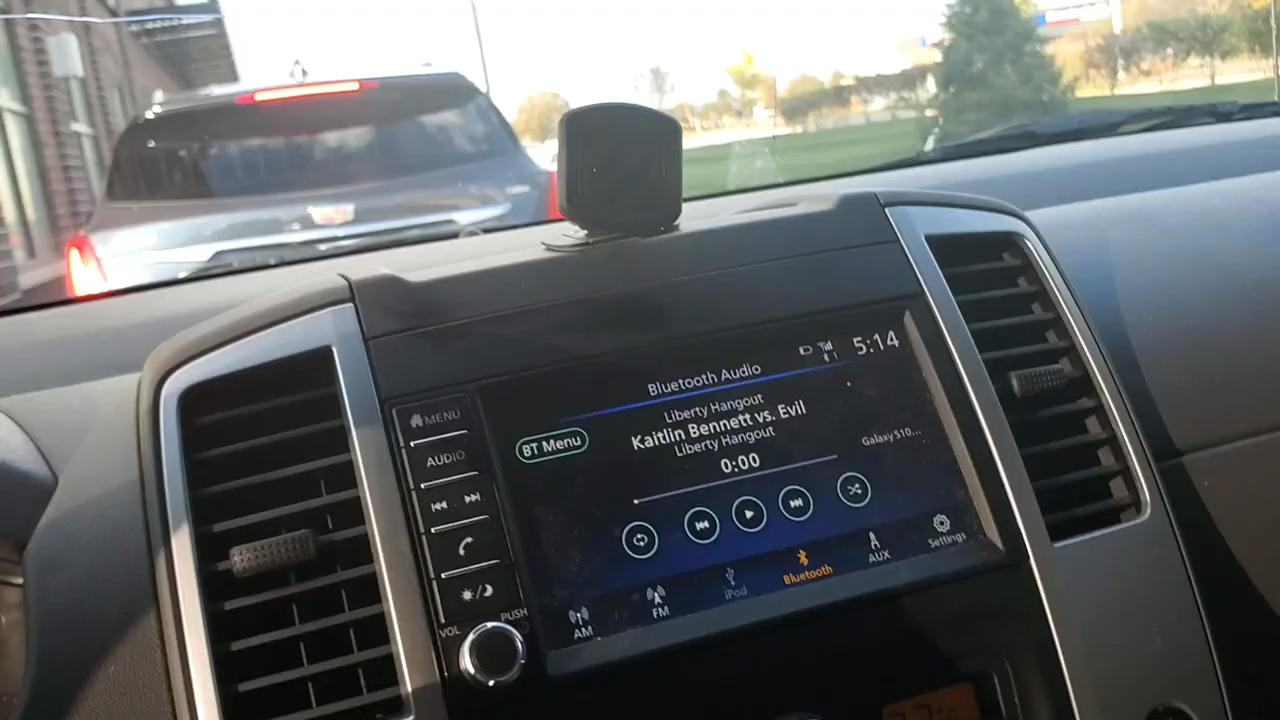 5:14
Bluetooth Audio
Liberty Hangout
Kaitlin Bennett vs. Evil
Liberty Hangout
BT Menu
Galaxy S10...
0:00
MENU
AUDIO
AM
FM
iPod
Bluetooth
AUX
Settings
VOL
PUSH